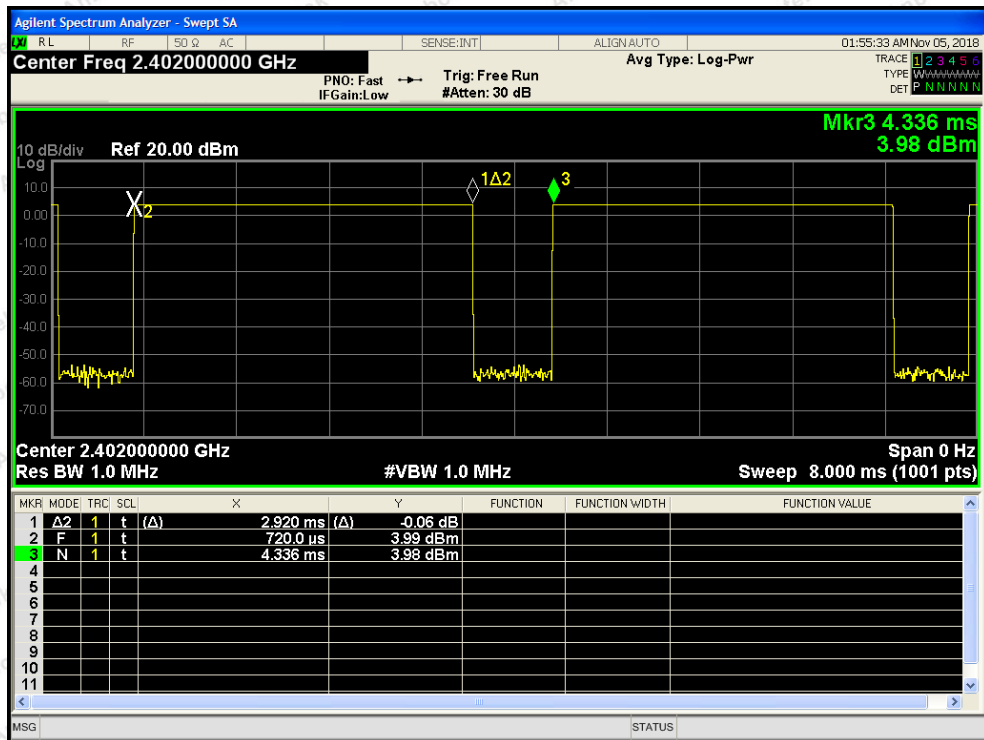 Agilent Spectrum Analyzer - Swept SA
LXI RL RF 50 Ω AC SENSE:INT ALIGNAUTO 01:55:33 AM Nov 05, 2018
Center Freq 2.402000000 GHz Avg Type: Log-Pwr TRACE 1 2 3 4 5 6
PNO: Fast Trig: Free Run TYPE WWWWWW
IFGain:Low #Atten: 30 dB DET P N N N N N
Mkr3 4.336 ms
10 dB/div Ref 20.00 dBm 3.98 dBm
Log
10.0
1Δ2 3
2
0.00
-10.0
-20.0
-30.0
-40.0
-50.0
-60.0
-70.0
Center 2.402000000 GHz Span 0 Hz
Res BW 1.0 MHz #VBW 1.0 MHz Sweep 8.000 ms (1001 pts)
MKR MODE TRC SCL X Y FUNCTION FUNCTION WIDTH FUNCTION VALUE
1 Δ2 1 t (Δ) 2.920 ms (Δ) -0.06 dB
2 F 1 t 720.0 μs 3.99 dBm
3 N 1 t 4.336 ms 3.98 dBm
4
5
6
7
8
9
10
11
MSG STATUS